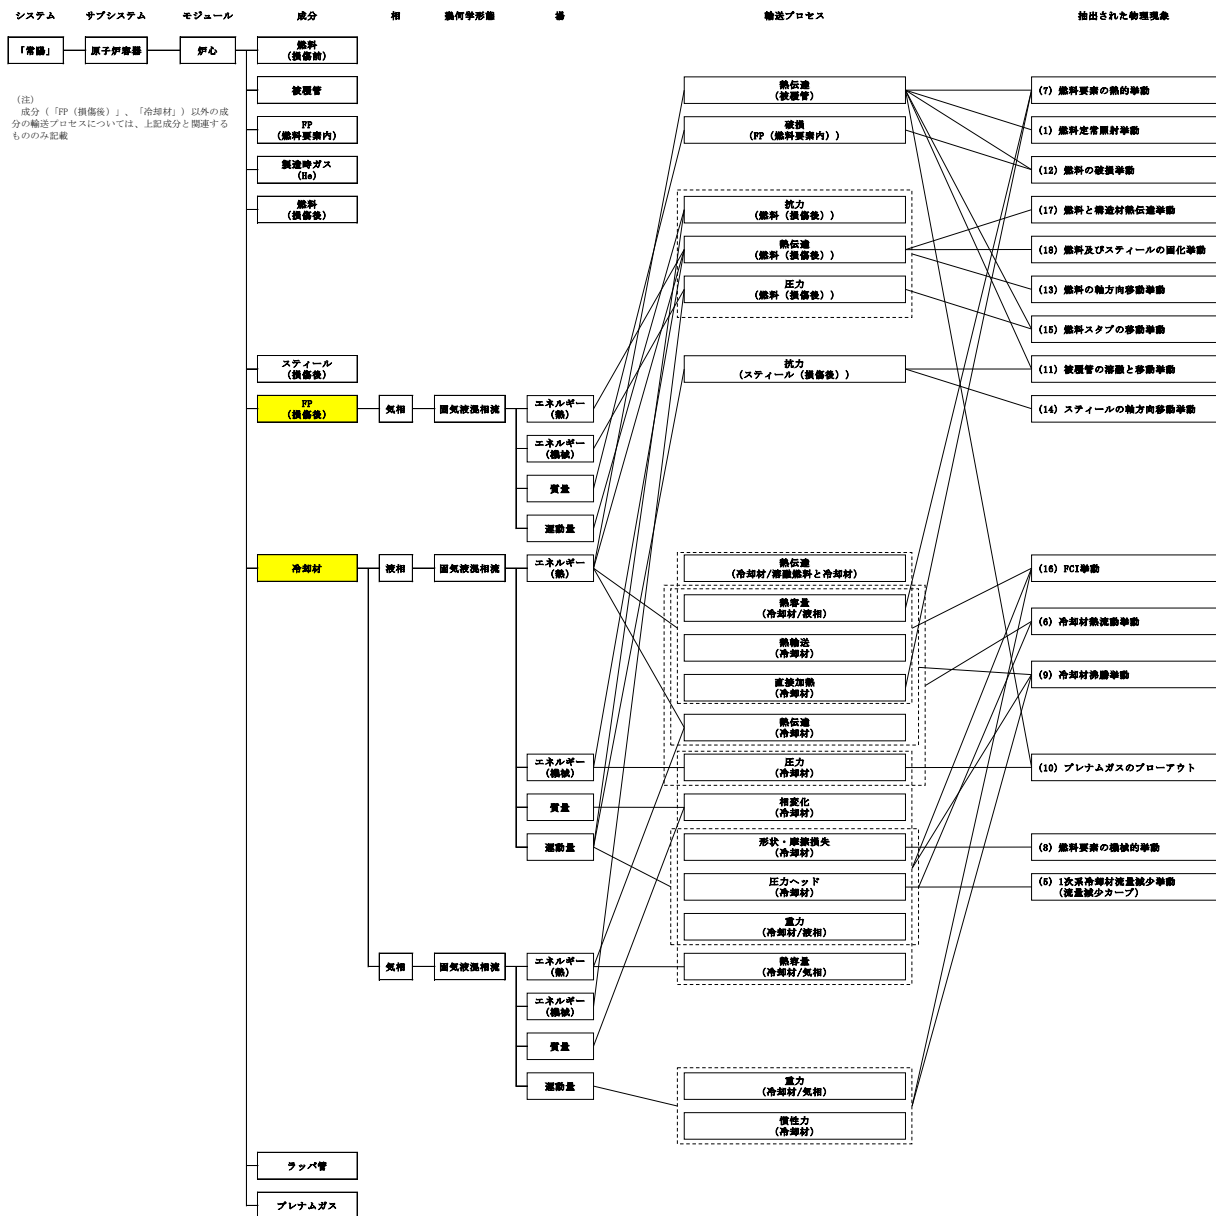 システム
サブシステム
モジュール
成分
相
幾何学形態
場
輸送プロセス
抽出された物理現象
「常陽」
原子炉容器
炉心
(注)
成分（「FP（損傷後）」、「冷却材」）以外の成
分の輸送プロセスについては、上記成分と関連する
もののみ記載
燃料
(損傷前)
被覆管
FP
(燃料要素内)
製造時ガス
(He)
燃料
(損傷後)
スティール
(損傷後)
FP
(損傷後)
気相
固気液混相流
エネルギー
(熱)
エネルギー
(機械)
質量
運動量
冷却材
液相
固気液混相流
エネルギー
(熱)
エネルギー
(機械)
質量
運動量
気相
固気液混相流
エネルギー
(熱)
エネルギー
(機械)
質量
運動量
ラッパ管
プレナムガス
熱伝達
(被覆管)
破損
(FP（燃料要素内）)
抗力
(燃料（損傷後）)
熱伝達
(燃料（損傷後）)
圧力
(燃料（損傷後）)
抗力
(スティール（損傷後）)
熱伝達
(冷却材/溶融燃料と冷却材)
熱容量
(冷却材/液相)
熱輸送
(冷却材)
直接加熱
(冷却材)
熱伝達
(冷却材)
圧力
(冷却材)
相変化
(冷却材)
形状・摩擦損失
(冷却材)
圧力ヘッド
(冷却材)
重力
(冷却材/液相)
熱容量
(冷却材/気相)
重力
(冷却材/気相)
慣性力
(冷却材)
(7) 燃料要素の熱的挙動
(1) 燃料定常照射挙動
(12) 燃料の破損挙動
(17) 燃料と構造材熱伝達挙動
(18) 燃料及びスティールの固化挙動
(13) 燃料の軸方向移動挙動
(15) 燃料スタブの移動挙動
(11) 被覆管の溶融と移動挙動
(14) スティールの軸方向移動挙動
(16) FCI挙動
(6) 冷却材熱流動挙動
(9) 冷却材沸騰挙動
(10) プレナムガスのブローアウト
(8) 燃料要素の機械的挙動
(5) 1次系冷却材流量減少挙動
(流量減少カーブ)